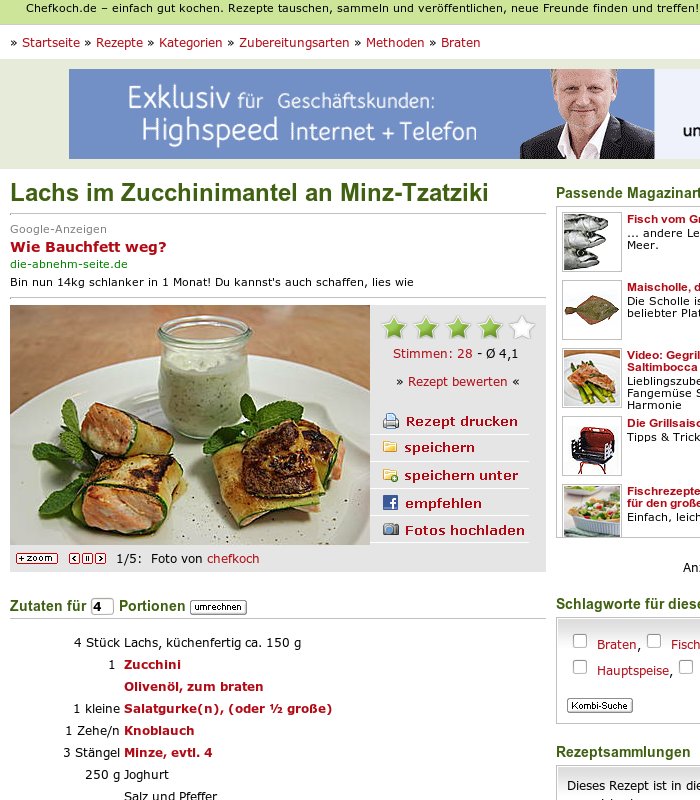 Chefkoch.de – einfach gut kochen. Rezepte tauschen, sammeln und veröffentlichen, neue Freunde finden und treffen!
» Startseite » Rezepte » Kategorien » Zubereitungsarten » Methoden » Braten
Exklusiv für Geschäftskunden:
Highspeed Internet + Telefon
un
Lachs im Zucchinimantel an Minz-Tzatziki
Google-Anzeigen
Wie Bauchfett weg?
die-abnehm-seite.de
Bin nun 14kg schlanker in 1 Monat! Du kannst's auch schaffen, lies wie
Stimmen: 28 - Ø 4,1
» Rezept bewerten «
Rezept drucken
speichern
speichern unter
empfehlen
Fotos hochladen
+zoom 1/5: Foto von chefkoch
Zutaten für 4 Portionen umrechnen
4 Stück Lachs, küchenfertig ca. 150 g
1 Zucchini
Olivenöl, zum braten
1 kleine Salatgurke(n), (oder ½ große)
1 Zehe/n Knoblauch
3 Stängel Minze, evtl. 4
250 g Joghurt
Salz und Pfeffer
Passende Magazinart
Fisch vom Gr
... andere Le
Meer.
Maischolle, d
Die Scholle is
beliebter Plat
Video: Gegril
Saltimbocca
Lieblingszube
Fangemüse S
Harmonie
Die Grillsaiso
Tipps & Trick
Fischrezepte
für den große
Einfach, leich
An
Schlagworte für diese
Braten, Fisch
Hauptspeise,
Kombi-Suche
Rezeptsammlungen
Dieses Rezept ist in die